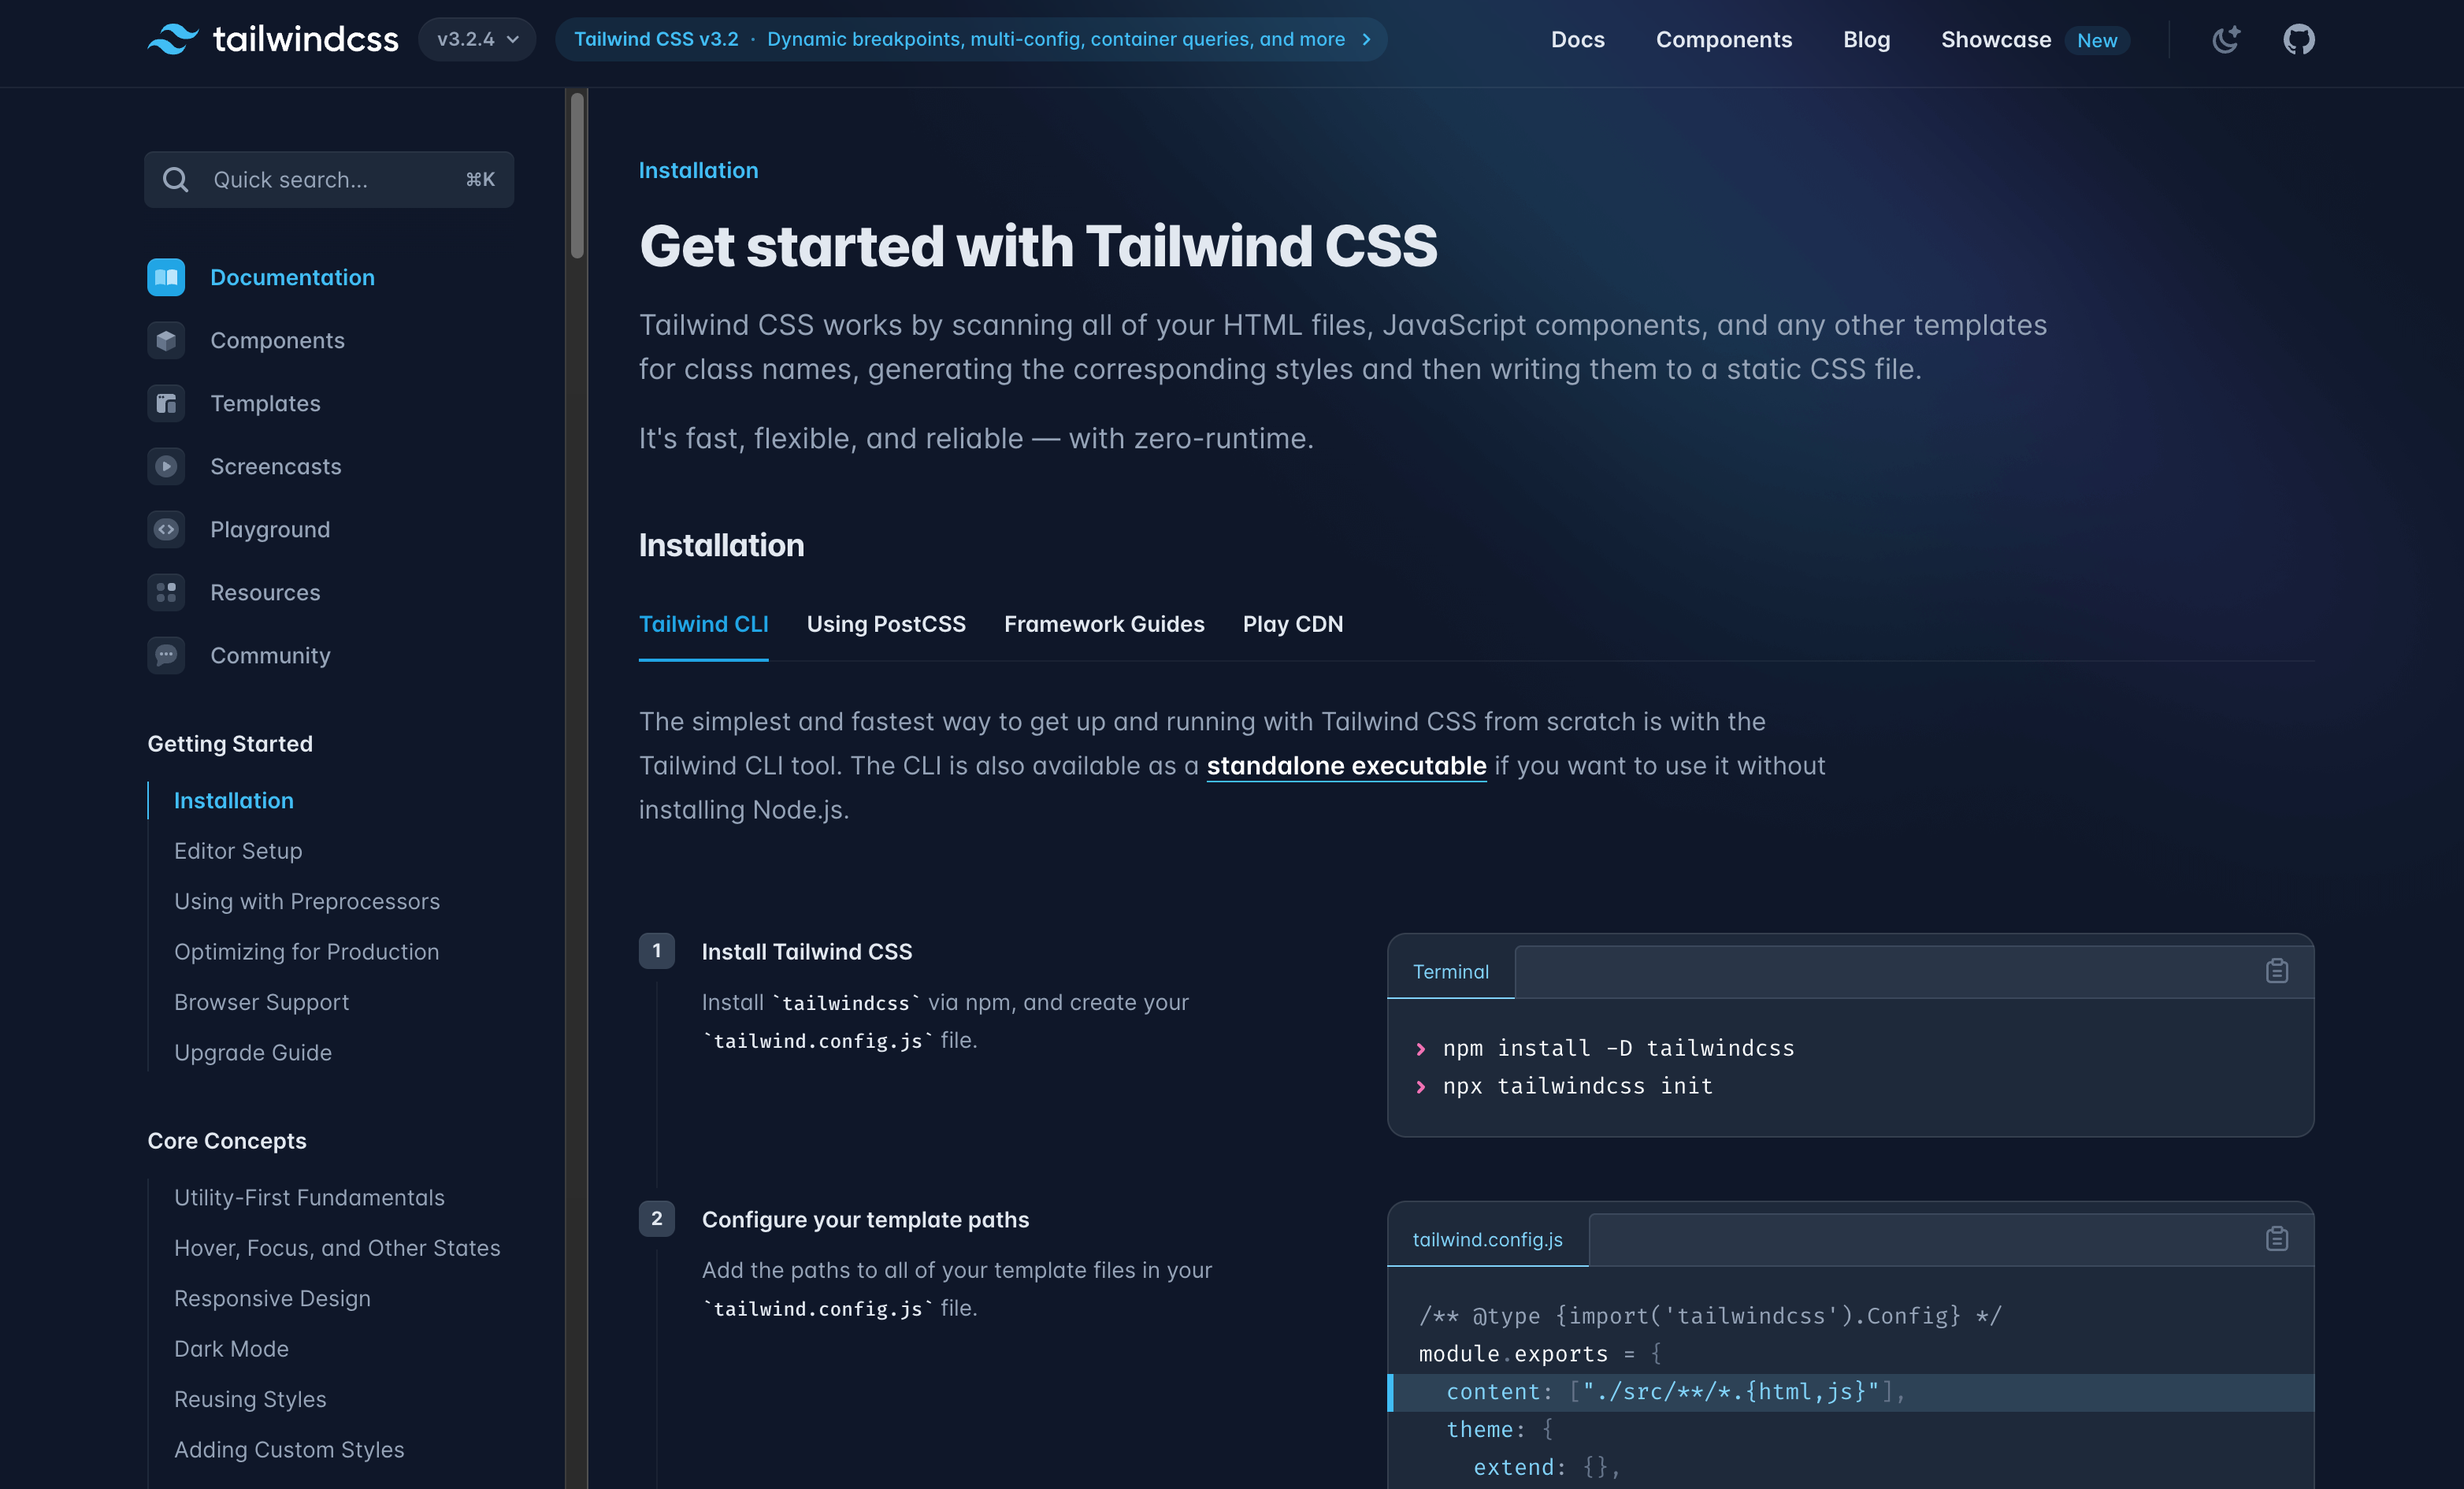 tailwindcss
v3.2.4
Tailwind CSS v3.2 · Dynamic breakpoints, multi-config, container queries, and more
Docs
Components
Blog
Showcase
New
Quick search...
⌘K
Documentation
Components
Templates
Screencasts
Playground
Resources
Community
Getting Started
Installation
Editor Setup
Using with Preprocessors
Optimizing for Production
Browser Support
Upgrade Guide
Core Concepts
Utility-First Fundamentals
Hover, Focus, and Other States
Responsive Design
Dark Mode
Reusing Styles
Adding Custom Styles
Installation
Get started with Tailwind CSS
Tailwind CSS works by scanning all of your HTML files, JavaScript components, and any other templates
for class names, generating the corresponding styles and then writing them to a static CSS file.
It's fast, flexible, and reliable — with zero-runtime.
Installation
Tailwind CLI
Using PostCSS
Framework Guides
Play CDN
The simplest and fastest way to get up and running with Tailwind CSS from scratch is with the
Tailwind CLI tool. The CLI is also available as a standalone executable if you want to use it without
installing Node.js.
1
Install Tailwind CSS
Install `tailwindcss` via npm, and create your
`tailwind.config.js` file.
Terminal
› npm install -D tailwindcss
› npx tailwindcss init
2
Configure your template paths
Add the paths to all of your template files in your
`tailwind.config.js` file.
tailwind.config.js
/** @type {import('tailwindcss').Config} */
module.exports = {
content: ["./src/**/*.{html,js}"],
theme: {
extend: {},